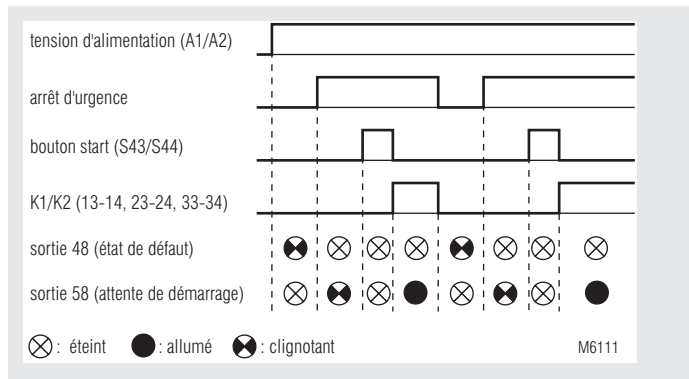 tension d'alimentation (A1/A2)
arrêt d'urgence
bouton start (S43/S44)
K1/K2 (13-14, 23-24, 33-34)
sortie 48 (état de défaut)
sortie 58 (attente de démarrage)
: éteint : allumé : clignotant M6111